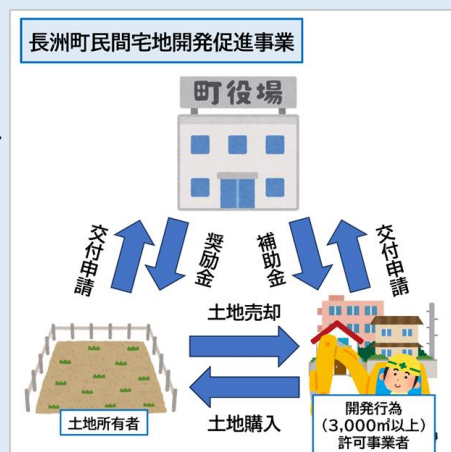 長洲町民間宅地開発促進事業
町役場
交付申請
奨励金
補助金
交付申請
土地売却
土地所有者
土地購入
開発行為
（3,000㎡以上）
許可事業者